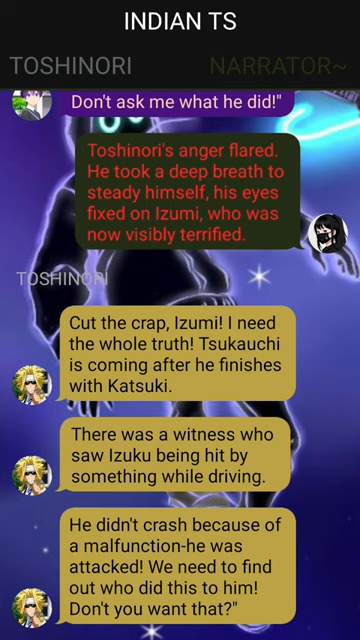 INDIAN TS
TOSHINORI
NARRATOR~
Don't ask me what he did!"
Toshinori's anger flared.
He took a deep breath to
steady himself, his eyes
fixed on Izumi, who was
now visibly terrified.
TOSHINORI
Cut the crap, Izumi! I need
the whole truth! Tsukauchi
is coming after he finishes
with Katsuki.
There was a witness who
saw Izuku being hit by
something while driving.
He didn't crash because of
a malfunction-he was
attacked! We need to find
out who did this to him!
Don't you want that?"
INDIAN TS